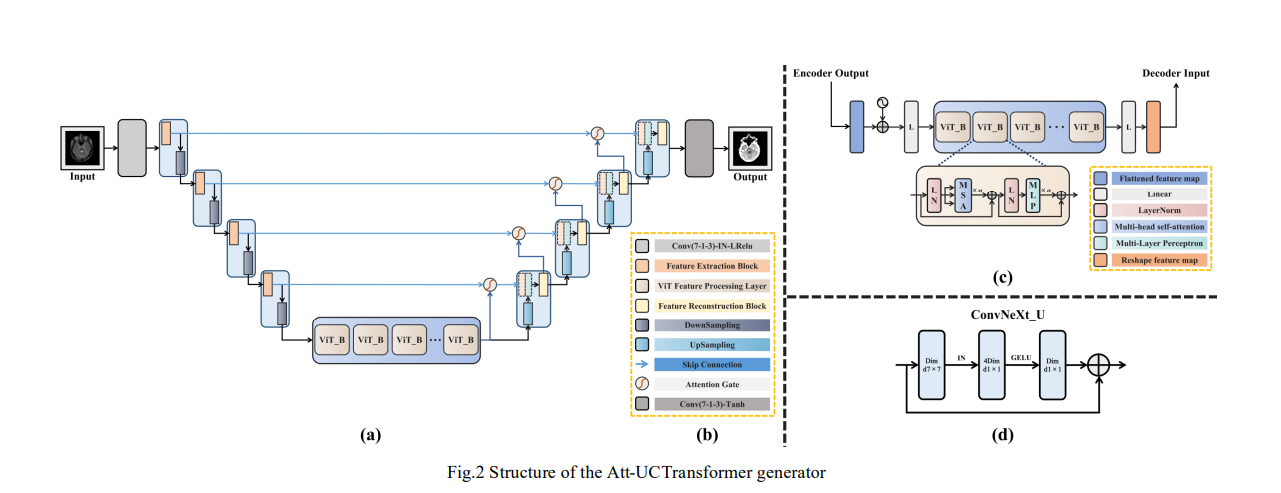 Input
ViT_B
ViT_B
ViT_B
...
ViT_B
Output
(a)
Conv(7-1-3)-IN-LRelu
Feature Extraction Block
ViT Feature Processing Layer
Feature Reconstruction Block
DownSampling
UpSampling
Skip Connection
Attention Gate
Conv(7-1-3)-Tanh
(b)
Encoder Output
Decoder Input
L
ViT_B
ViT_B
ViT_B
...
ViT_B
L
LN
MSA
×α
LN
MLP
×α
Flattened feature map
Linear
LayerNorm
Multi-head self-attention
Multi-Layer Perceptron
Reshape feature map
(c)
ConvNeXt_U
Dim
d7×7
IN
4Dim
d1×1
GELU
Dim
d1×1
(d)
Fig.2 Structure of the Att-UCTransformer generator